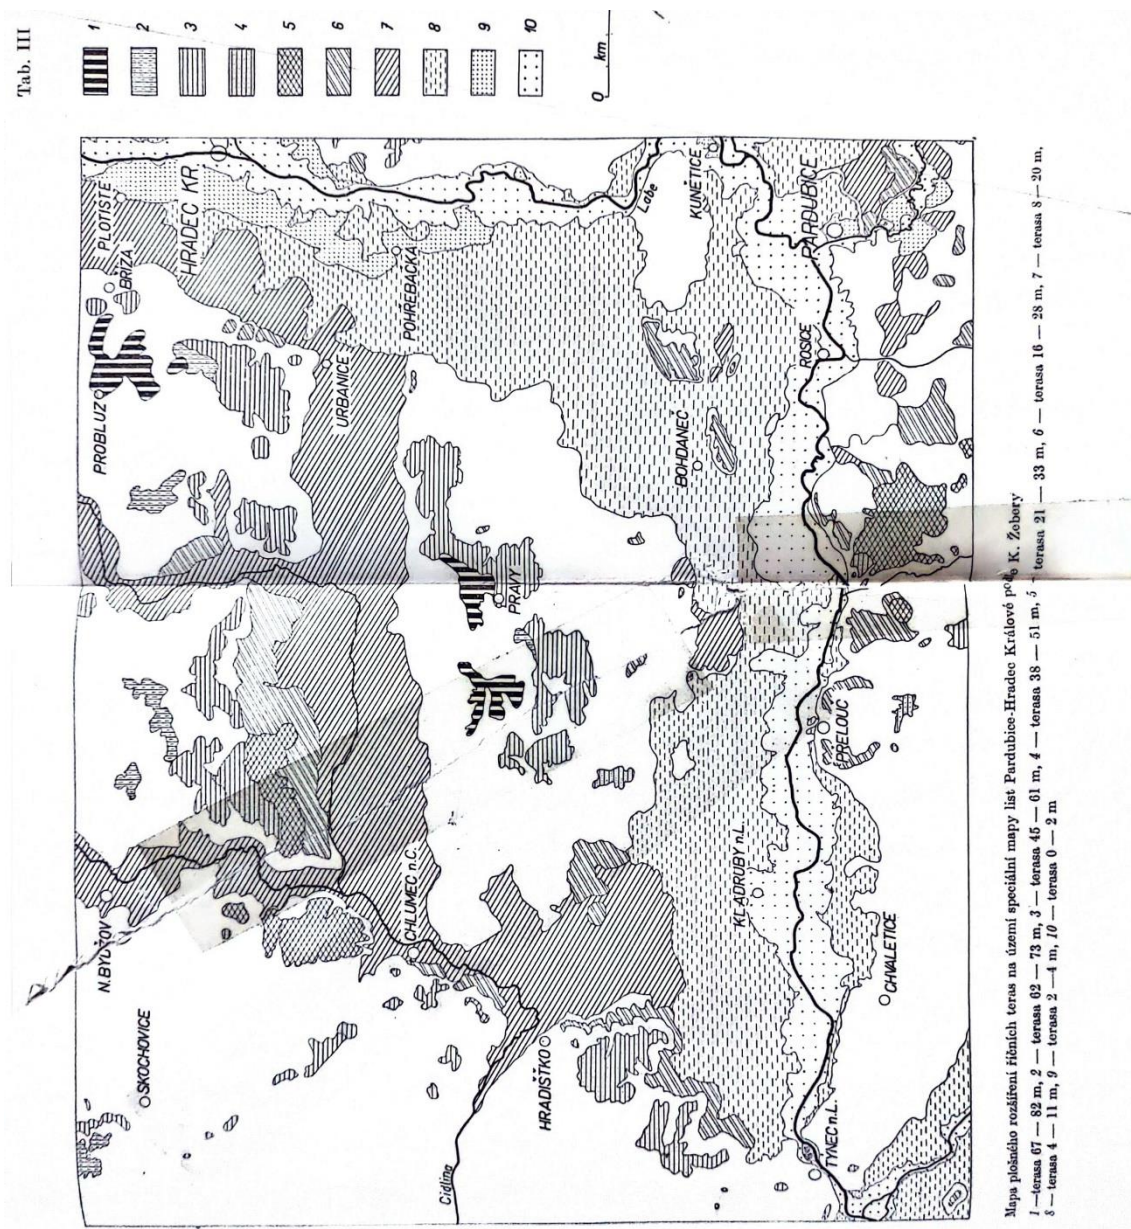 Tab. III
1
2
3
4
5
6
7
8
9
10
0 km
PLOTIŠTĚ
BŘÍZA
HRADEC KR.
PROBLUZ
URBANICE
POHŘEBAČKA
Labe
KUNĚTICE
PARDUBICE
ROSICE
BOHDANEČ
PRAVY
N.BYDŽOV
SKOCHOVICE
CHLUMEC n.C.
HRADIŠŤKO
Cidlina
KLADRUBY n.L.
PŘELOUČ
CHVALETICE
TÝNEC n.L.
Mapa plošného rozšíření říčních teras na území speciální mapy list Pardubice-Hradec Králové podle K. Žebery
1 — terasa 67 — 82 m, 2 — terasa 62 — 73 m, 3 — terasa 45 — 61 m, 4 — terasa 38 — 51 m, 5 — terasa 21 — 33 m, 6 — terasa 16 — 28 m, 7 — terasa 8 — 20 m,
8 — terasa 4 — 11 m, 9 — terasa 2 — 4 m, 10 — terasa 0 — 2 m